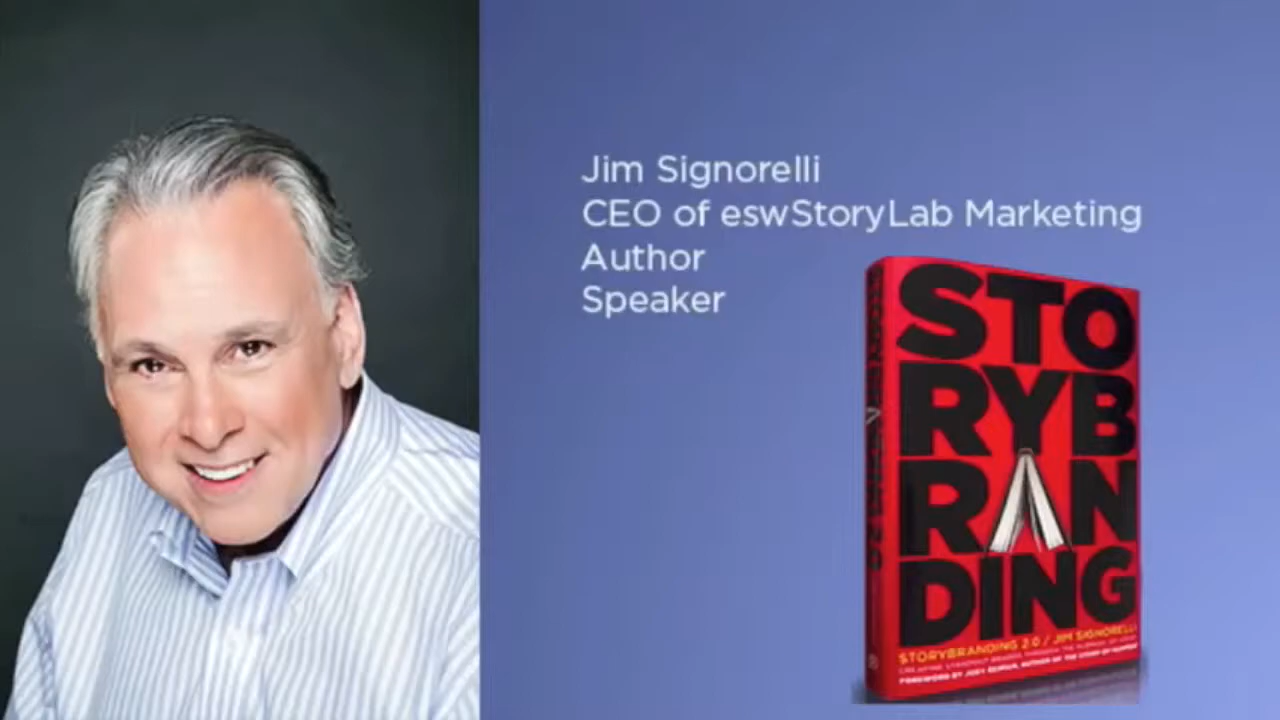 Jim Signorelli
CEO of eswStoryLab Marketing
Author
Speaker
STO
RYB
RAN
DING
STORYBRANDING 2.0 / JIM SIGNORELLI